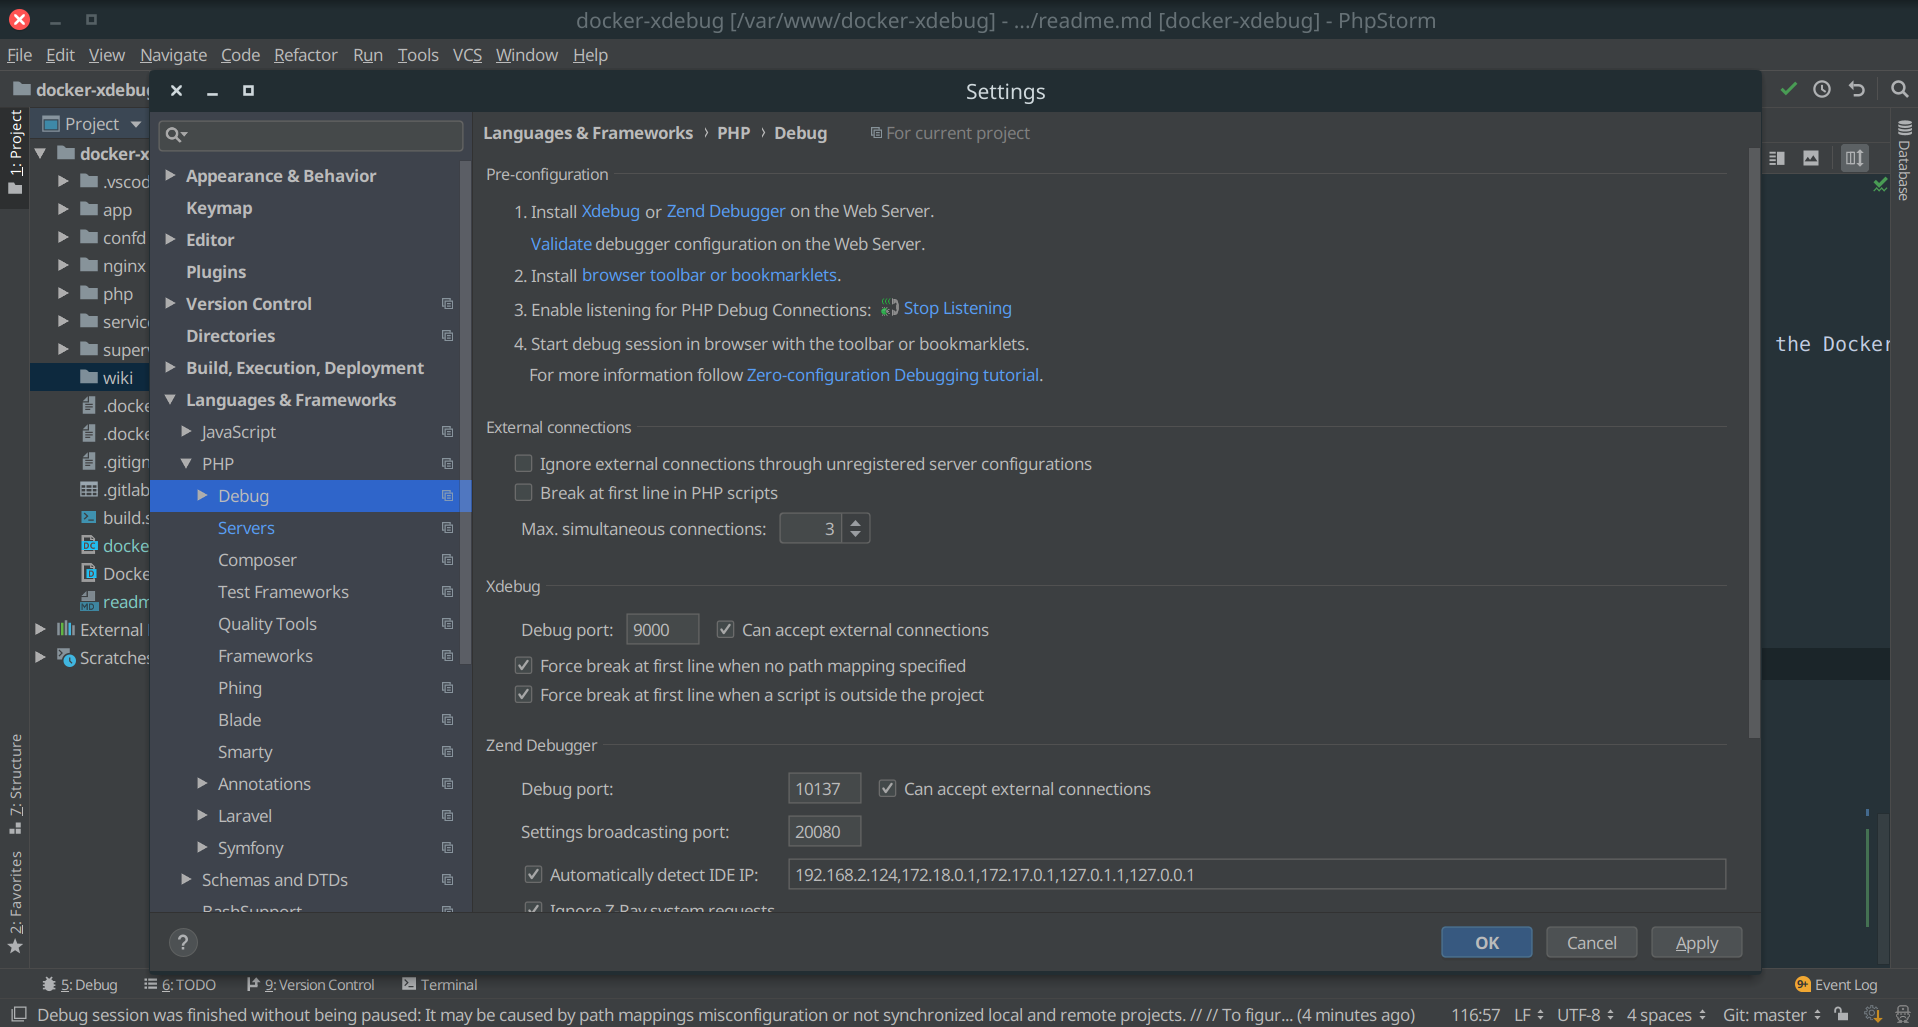 docker-xdebug [/var/www/docker-xdebug] - .../readme.md [docker-xdebug] - PhpStorm
File Edit View Navigate Code Refactor Run Tools VCS Window Help
docker-xdebug
Settings
1: Project
Project
docker-x
.vscod
app
confd
nginx
php
servic
super
wiki
.docke
.docke
.gitign
.gitlab
build.s
docke
Docke
readm
External
Scratches
7: Structure
2: Favorites
Appearance & Behavior
Keymap
Editor
Plugins
Version Control
Directories
Build, Execution, Deployment
Languages & Frameworks
JavaScript
PHP
Debug
Servers
Composer
Test Frameworks
Quality Tools
Frameworks
Phing
Blade
Smarty
Annotations
Laravel
Symfony
Schemas and DTDs
BashSupport
Languages & Frameworks › PHP › Debug For current project
Pre-configuration
1. Install Xdebug or Zend Debugger on the Web Server.
Validate debugger configuration on the Web Server.
2. Install browser toolbar or bookmarklets.
3. Enable listening for PHP Debug Connections: Stop Listening
4. Start debug session in browser with the toolbar or bookmarklets.
For more information follow Zero-configuration Debugging tutorial.
External connections
Ignore external connections through unregistered server configurations
Break at first line in PHP scripts
Max. simultaneous connections: 3
Xdebug
Debug port: 9000 Can accept external connections
Force break at first line when no path mapping specified
Force break at first line when a script is outside the project
Zend Debugger
Debug port: 10137 Can accept external connections
Settings broadcasting port: 20080
Automatically detect IDE IP: 192.168.2.124,172.18.0.1,172.17.0.1,127.0.1.1,127.0.0.1
Ignore Z-Ray system requests
? OK Cancel Apply
Database
the Docker
5: Debug 6: TODO 9: Version Control Terminal 9+ Event Log
Debug session was finished without being paused: It may be caused by path mappings misconfiguration or not synchronized local and remote projects. // // To figur... (4 minutes ago) 116:57 LF UTF-8 4 spaces Git: master